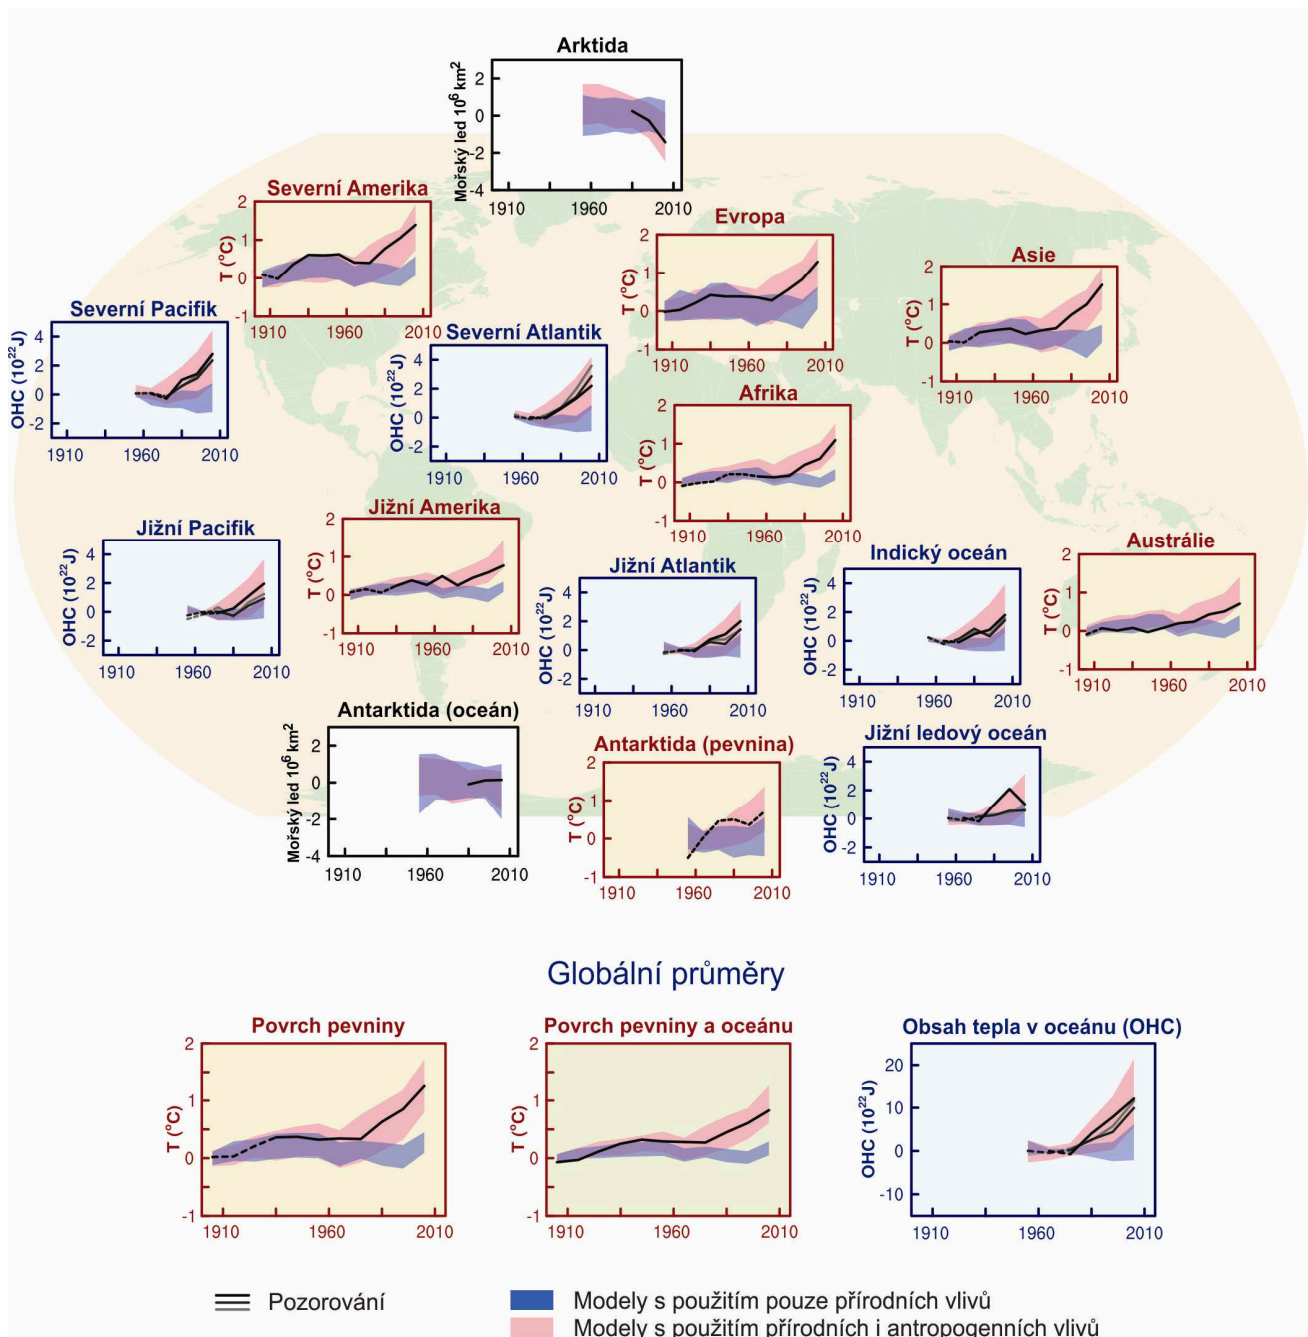 Arktida
Mořský led 10⁶ km²
2
0
-2
-4
1910 1960 2010
Severní Amerika
T (°C)
2
1
0
-1
1910 1960 2010
Evropa
T (°C)
2
1
0
-1
1910 1960 2010
Asie
T (°C)
2
1
0
-1
1910 1960 2010
Severní Pacifik
OHC (10²²J)
4
2
0
-2
1910 1960 2010
Severní Atlantik
OHC (10²²J)
4
2
0
-2
1910 1960 2010
Afrika
T (°C)
2
1
0
-1
1910 1960 2010
Jižní Pacifik
OHC (10²²J)
4
2
0
-2
1910 1960 2010
Jižní Amerika
T (°C)
2
1
0
-1
1910 1960 2010
Jižní Atlantik
OHC (10²²J)
4
2
0
-2
1910 1960 2010
Indický oceán
OHC (10²²J)
4
2
0
-2
1910 1960 2010
Austrálie
T (°C)
2
1
0
-1
1910 1960 2010
Antarktida (oceán)
Mořský led 10⁶ km²
2
0
-2
-4
1910 1960 2010
Antarktida (pevnina)
T (°C)
2
1
0
-1
1910 1960 2010
Jižní ledový oceán
OHC (10²²J)
4
2
0
-2
1910 1960 2010
Globální průměry
Povrch pevniny
T (°C)
2
1
0
-1
1910 1960 2010
Povrch pevniny a oceánu
T (°C)
2
1
0
-1
1910 1960 2010
Obsah tepla v oceánu (OHC)
OHC (10²²J)
20
10
0
-10
1910 1960 2010
Pozorování
Modely s použitím pouze přírodních vlivů
Modely s použitím přírodních i antropogenních vlivů